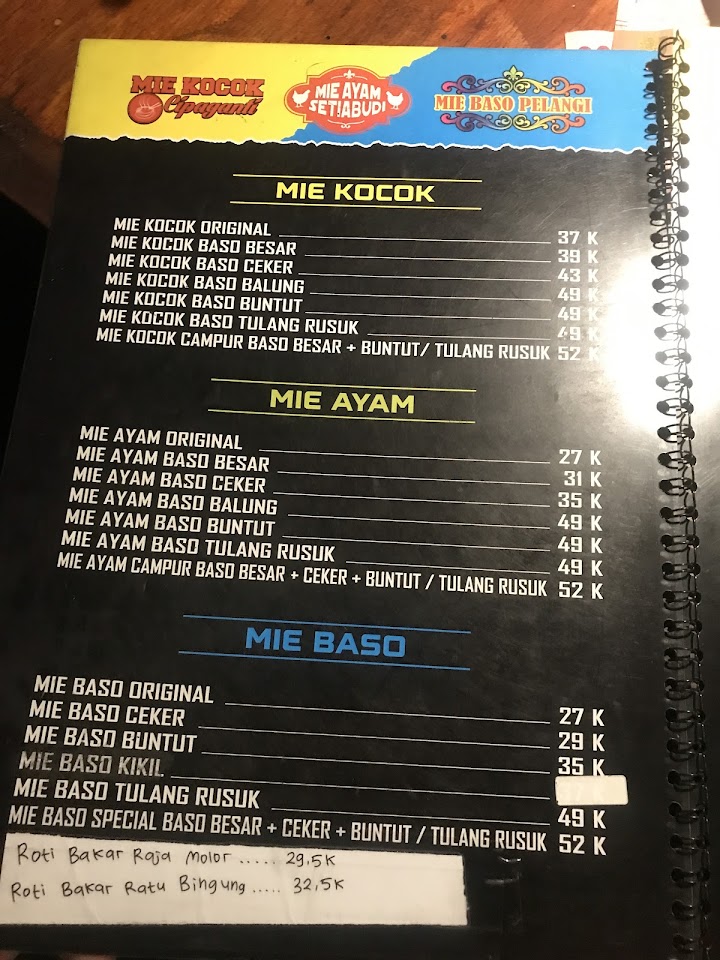 MIE KOCOK
Cipaganti
MIE AYAM
SETIABUDI
MIE BASO PELANGI
MIE KOCOK
MIE KOCOK ORIGINAL 37 K
MIE KOCOK BASO BESAR 39 K
MIE KOCOK BASO CEKER 43 K
MIE KOCOK BASO BALUNG 49 K
MIE KOCOK BASO BUNTUT 49 K
MIE KOCOK BASO TULANG RUSUK 49 K
MIE KOCOK CAMPUR BASO BESAR + BUNTUT/ TULANG RUSUK 52 K
MIE AYAM
MIE AYAM ORIGINAL 27 K
MIE AYAM BASO BESAR 31 K
MIE AYAM BASO CEKER 35 K
MIE AYAM BASO BALUNG 49 K
MIE AYAM BASO BUNTUT 49 K
MIE AYAM BASO TULANG RUSUK 49 K
MIE AYAM CAMPUR BASO BESAR + CEKER + BUNTUT / TULANG RUSUK 52 K
MIE BASO
MIE BASO ORIGINAL 27 K
MIE BASO CEKER 29 K
MIE BASO BUNTUT 35 K
MIE BASO KIKIL
MIE BASO TULANG RUSUK 49 K
MIE BASO SPECIAL BASO BESAR + CEKER + BUNTUT / TULANG RUSUK 52 K
Roti Bakar Raja Molor ..... 29,5K
Roti Bakar Ratu Bingung ..... 32,5K